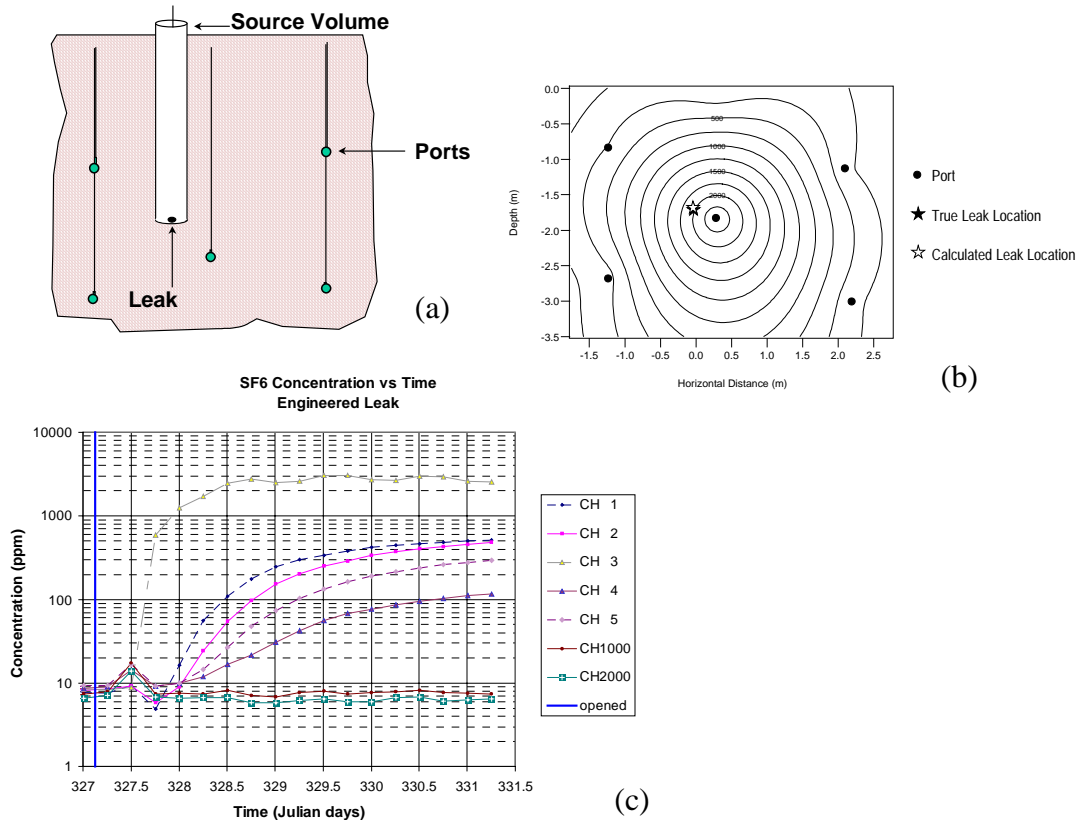 Source Volume
Ports
Leak
(a)
0.0
-0.5
-1.0
-1.5
-2.0
-2.5
-3.0
-3.5
Depth (m)
500
1000
1500
2000
-1.5 -1.0 -0.5 0.0 0.5 1.0 1.5 2.0 2.5
Horizontal Distance (m)
Port
True Leak Location
Calculated Leak Location
(b)
SF6 Concentration vs Time
Engineered Leak
10000
1000
100
10
1
Concentration (ppm)
327 327.5 328 328.5 329 329.5 330 330.5 331 331.5
Time (Julian days)
CH 1
CH 2
CH 3
CH 4
CH 5
CH1000
CH2000
opened
(c)